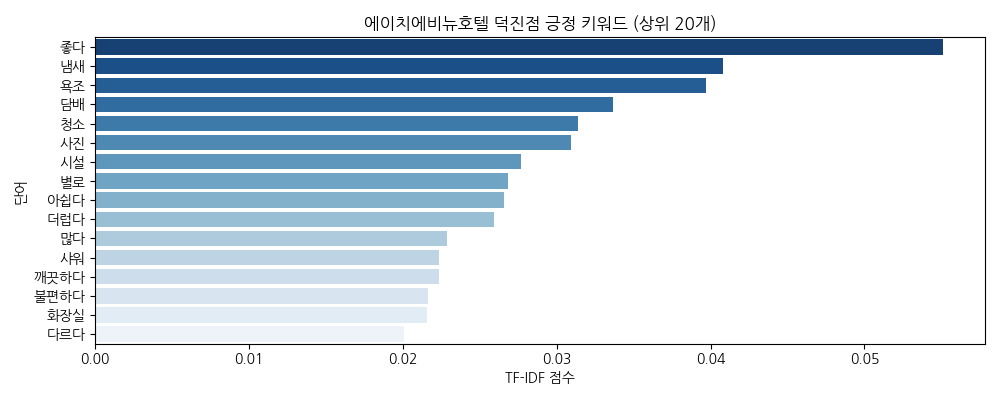 에이치에비뉴호텔 덕진점 긍정 키워드 (상위 20개)
단어
좋다
냄새
욕조
담배
청소
사진
시설
별로
아쉽다
더럽다
많다
샤워
깨끗하다
불편하다
화장실
다르다
0.00 0.01 0.02 0.03 0.04 0.05
TF-IDF 점수